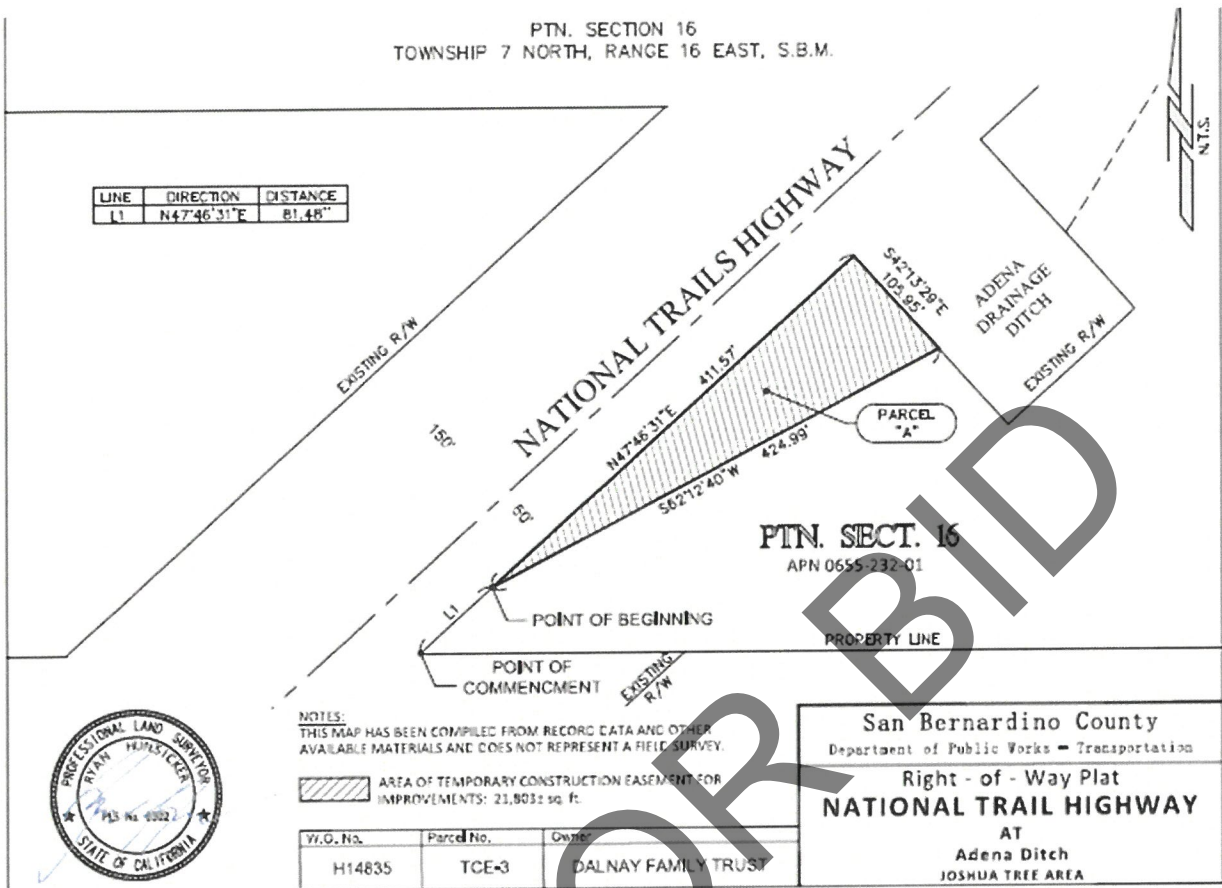 PTN. SECTION 16
TOWNSHIP 7 NORTH, RANGE 16 EAST, S.B.M.
N.T.S.
LINE DIRECTION DISTANCE
L1 N47°46'31"E 81.48"
EXISTING R/W
150'
NATIONAL TRAILS HIGHWAY
60'
N47°46'31"E 411.57'
S42°13'29"E
105.95'
ADENA
DRAINAGE
DITCH
EXISTING R/W
PARCEL
"A"
S62°12'40"W 424.99'
PTN. SECT. 16
APN 0655-232-01
L1
POINT OF BEGINNING
PROPERTY LINE
POINT OF
COMMENCMENT
EXISTING
R/W
OR BID
PROFESSIONAL LAND SURVEYOR
RYAN HUNSICKER
STATE OF CALIFORNIA
NOTES:
THIS MAP HAS BEEN COMPILED FROM RECORD DATA AND OTHER
AVAILABLE MATERIALS AND DOES NOT REPRESENT A FIELD SURVEY.
AREA OF TEMPORARY CONSTRUCTION EASEMENT FOR
IMPROVEMENTS: 21,803± sq. ft.
W.O. No. Parcel No. Owner
H14835 TCE-3 DALNAY FAMILY TRUST
San Bernardino County
Department of Public Works - Transportation
Right - of - Way Plat
NATIONAL TRAIL HIGHWAY
AT
Adena Ditch
JOSHUA TREE AREA